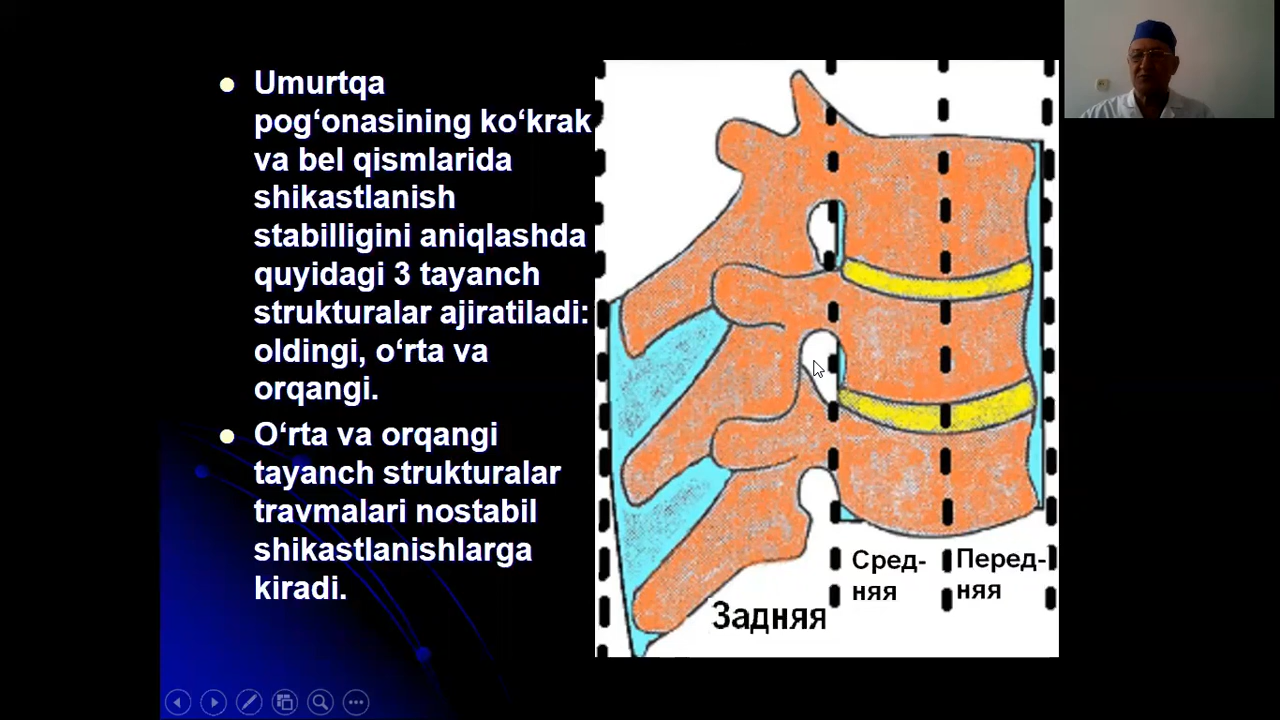 Umurtqa
pog‘onasining ko‘krak
va bel qismlarida
shikastlanish
stabilligini aniqlashda
quyidagi 3 tayanch
strukturalar ajiratiladi:
oldingi, o‘rta va
orqangi.
O‘rta va orqangi
tayanch strukturalar
travmalari nostabil
shikastlanishlarga
kiradi.
Задняя
Сред-
няя
Перед-
няя